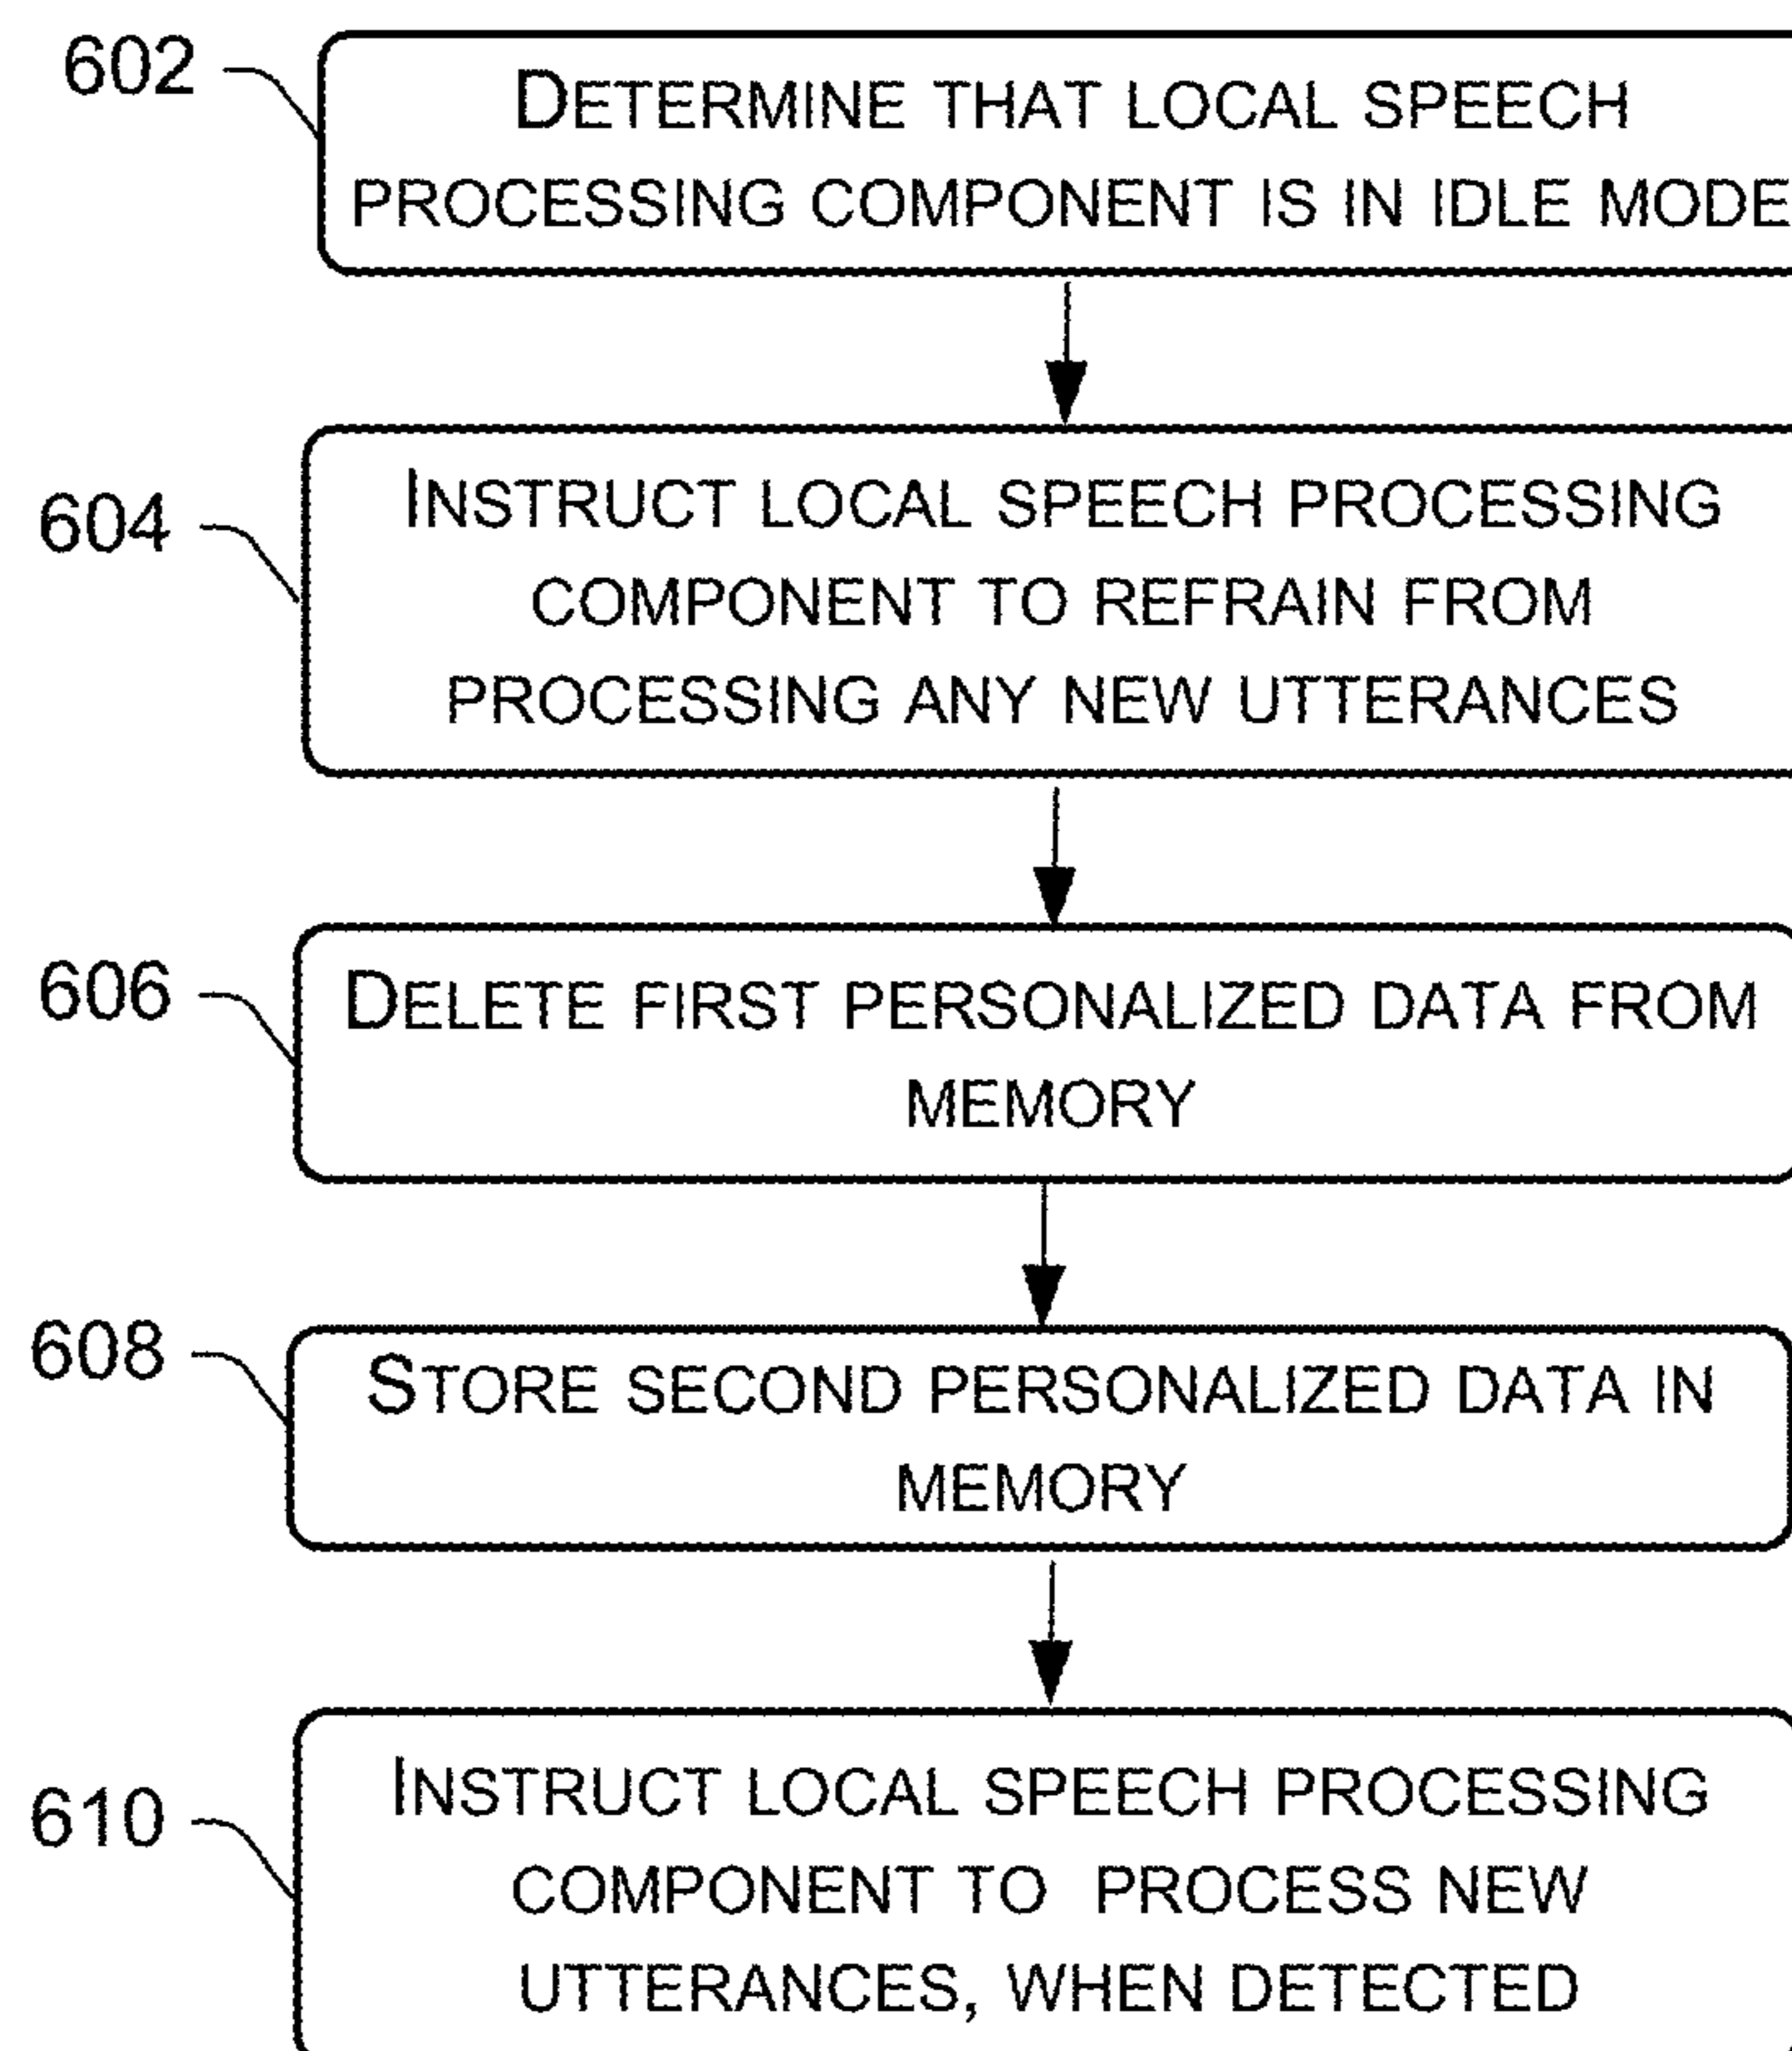 602
DETERMINE THAT LOCAL SPEECH
PROCESSING COMPONENT IS IN IDLE MODE
604
INSTRUCT LOCAL SPEECH PROCESSING
COMPONENT TO REFRAIN FROM
PROCESSING ANY NEW UTTERANCES
606
DELETE FIRST PERSONALIZED DATA FROM
MEMORY
608
STORE SECOND PERSONALIZED DATA IN
MEMORY
610
INSTRUCT LOCAL SPEECH PROCESSING
COMPONENT TO PROCESS NEW
UTTERANCES, WHEN DETECTED